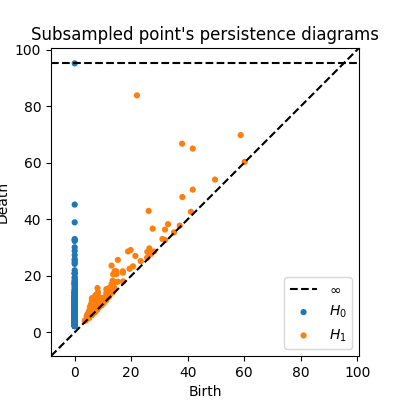 Subsampled point's persistence diagrams
100
80
60
40
20
0
Death
0 20 40 60 80 100
Birth
∞
H₀
H₁